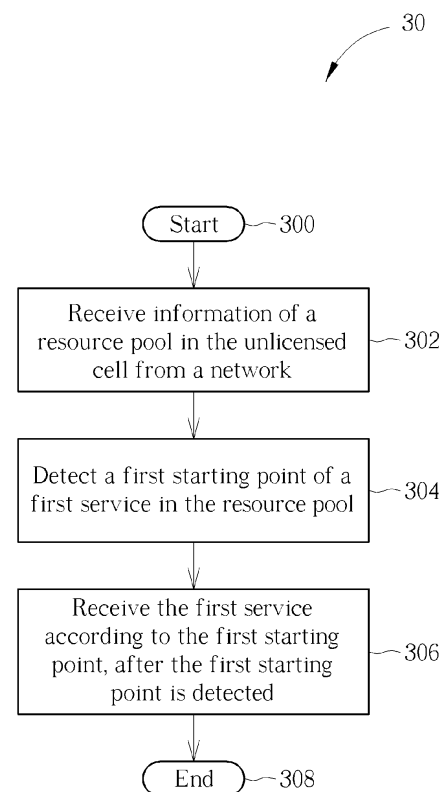 30
Start
300
Receive information of a
resource pool in the unlicensed
cell from a network
302
Detect a first starting point of a
first service in the resource pool
304
Receive the first service
according to the first starting
point, after the first starting
point is detected
306
End
308